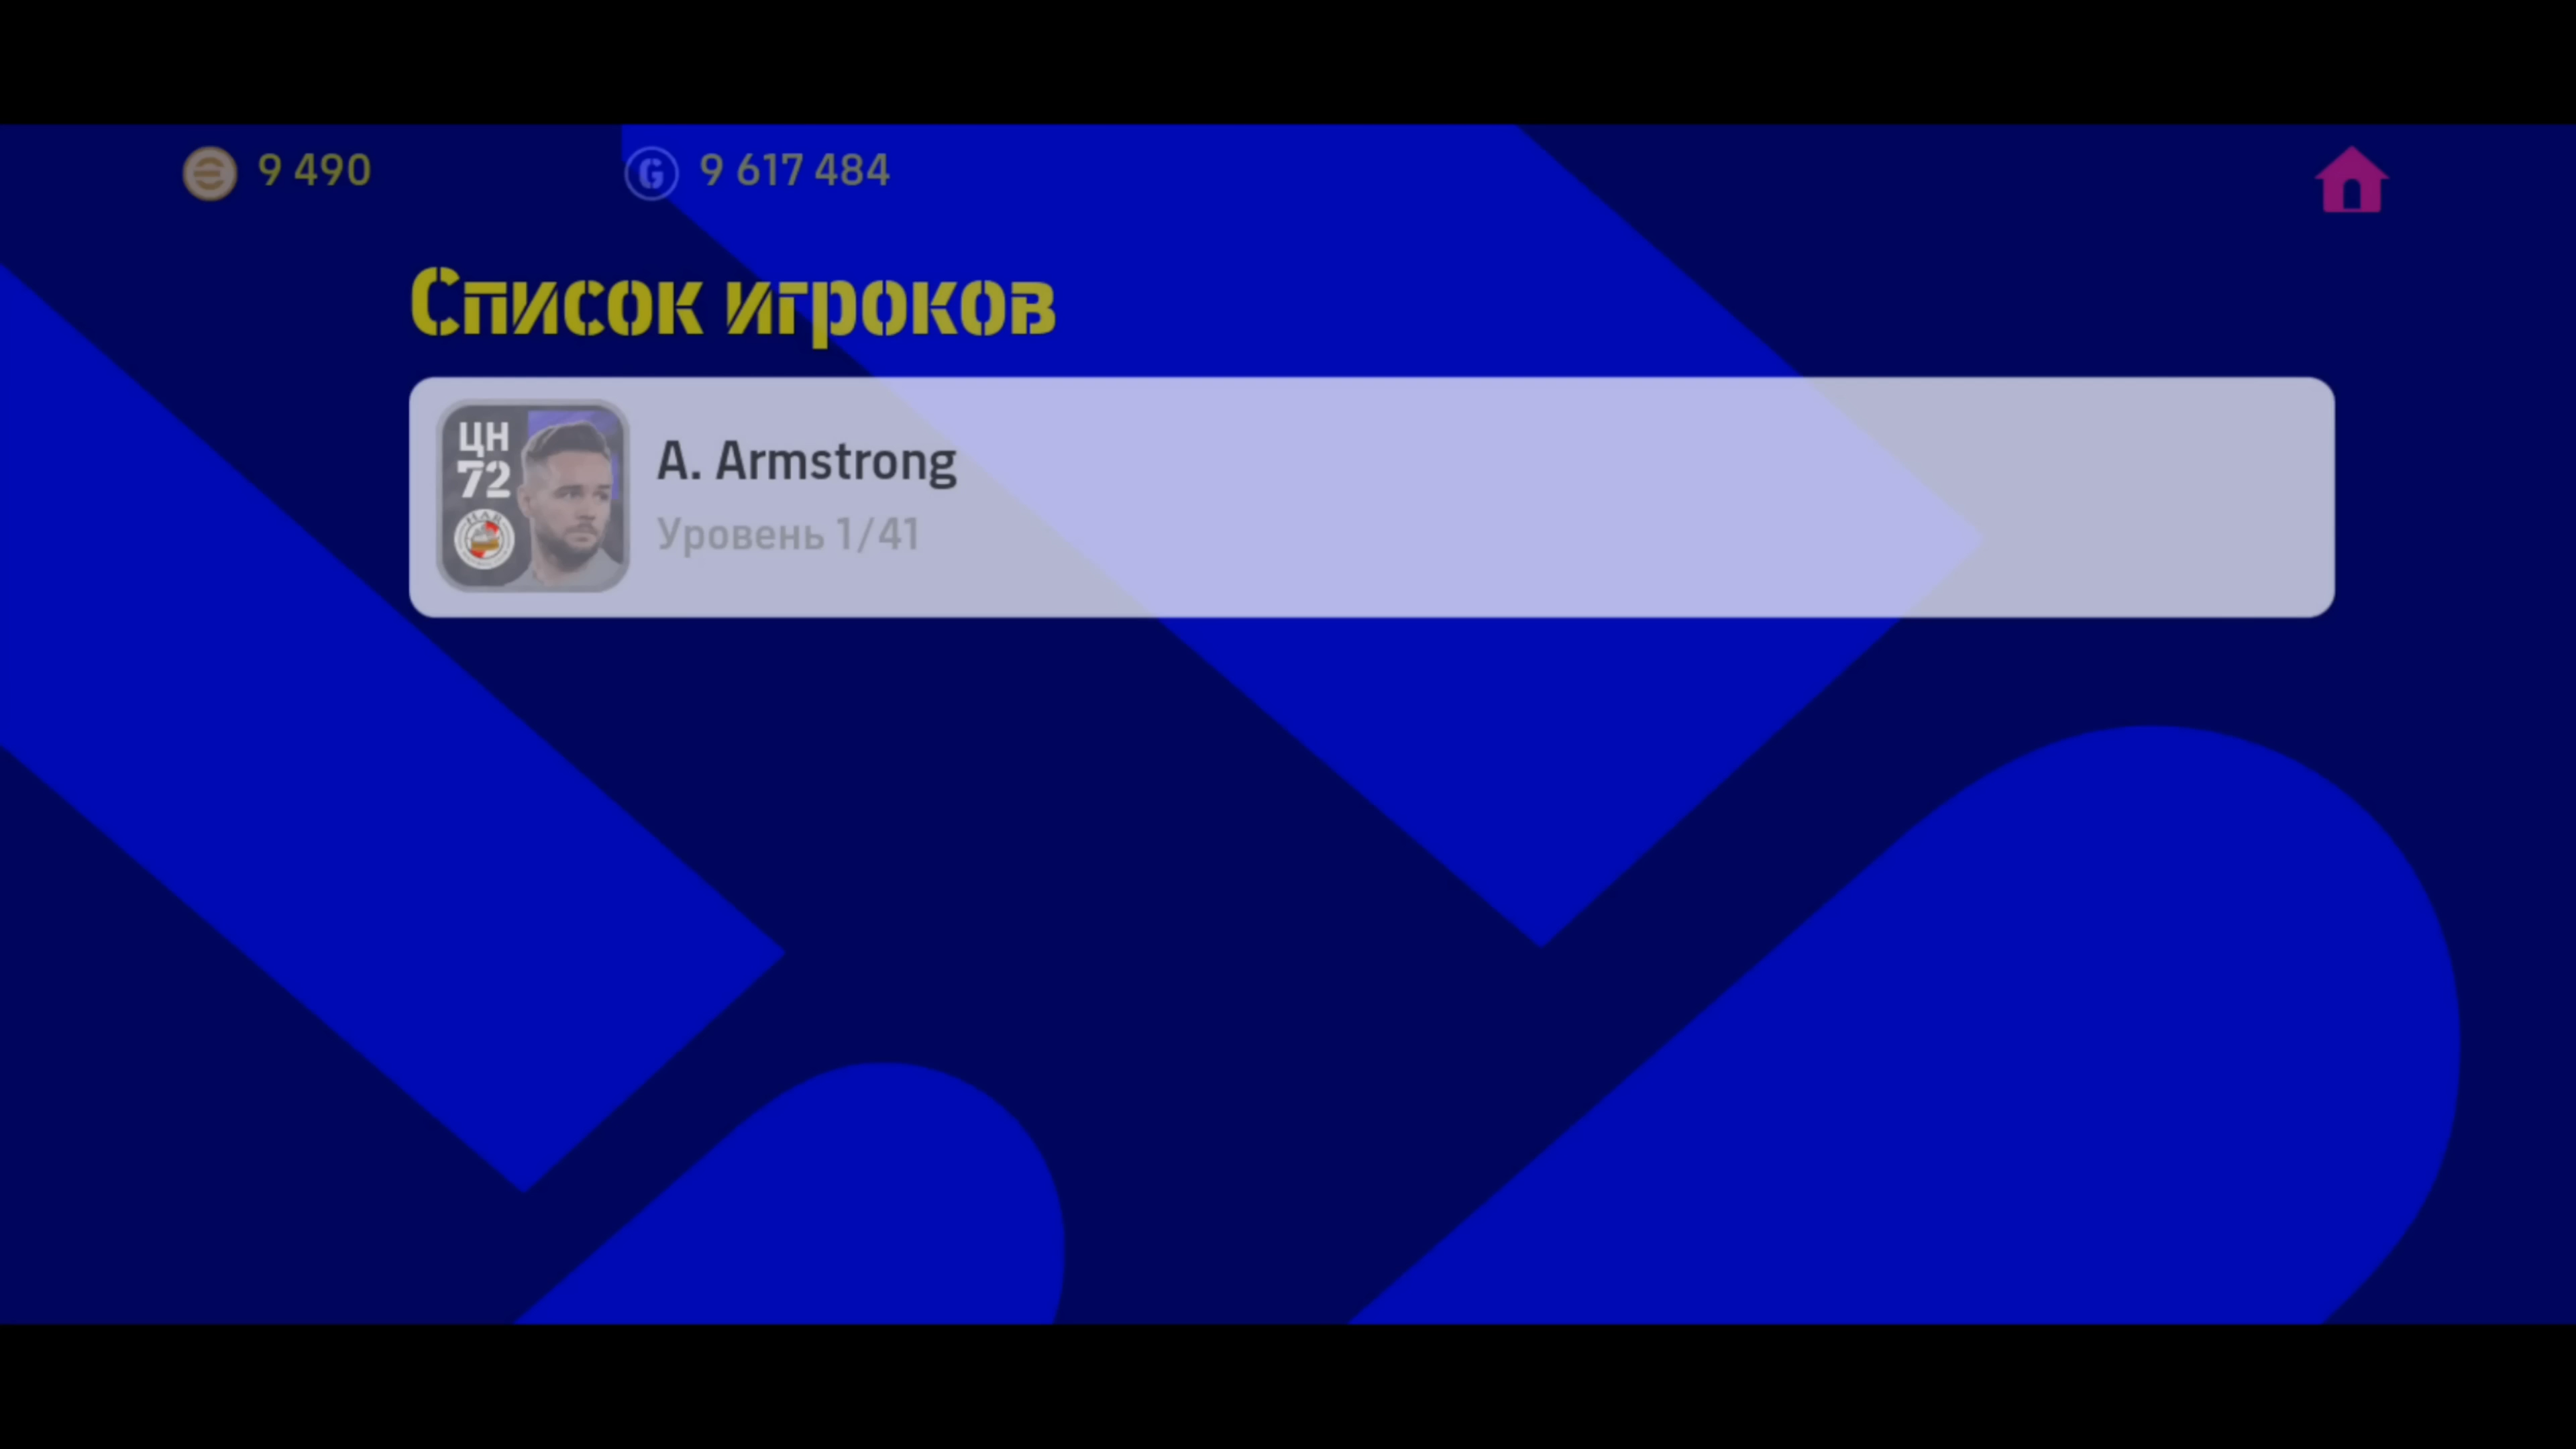 9 490
9 617 484
Список игроков
ЦН
72
A. Armstrong
Уровень 1/41